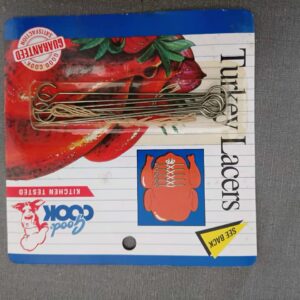 Good
COOK
KITCHEN TESTED
SEE BACK
Turkey Lacers
GOOD COOK
SATISFACTION
GUARANTEED